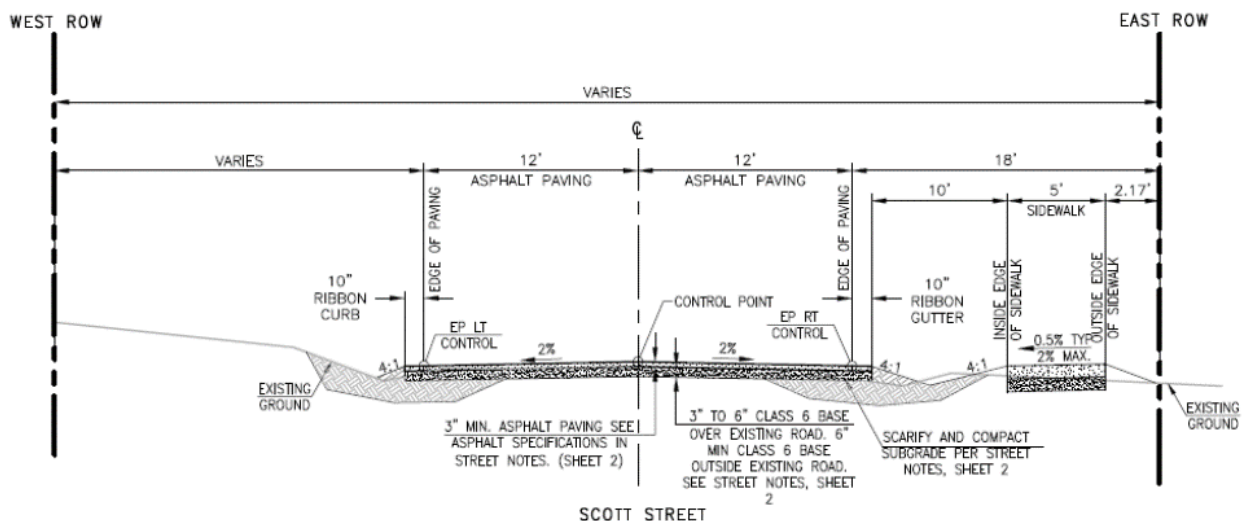 WEST ROW
EAST ROW
VARIES
℄
VARIES
12'
ASPHALT PAVING
12'
ASPHALT PAVING
18'
10'
5'
SIDEWALK
2.17'
EDGE OF PAVING
EDGE OF PAVING
10"
RIBBON
CURB
EP LT
CONTROL
CONTROL POINT
EP RT
CONTROL
10"
RIBBON
GUTTER
INSIDE EDGE
OF SIDEWALK
OUTSIDE EDGE
OF SIDEWALK
0.5% TYP
2% MAX.
2%
2%
4:1
4:1
4:1
EXISTING
GROUND
3" MIN. ASPHALT PAVING SEE
ASPHALT SPECIFICATIONS IN
STREET NOTES. (SHEET 2)
3" TO 6" CLASS 6 BASE
OVER EXISTING ROAD. 6"
MIN CLASS 6 BASE
OUTSIDE EXISTING ROAD.
SEE STREET NOTES, SHEET
2
SCARIFY AND COMPACT
SUBGRADE PER STREET
NOTES, SHEET 2
EXISTING
GROUND
SCOTT STREET